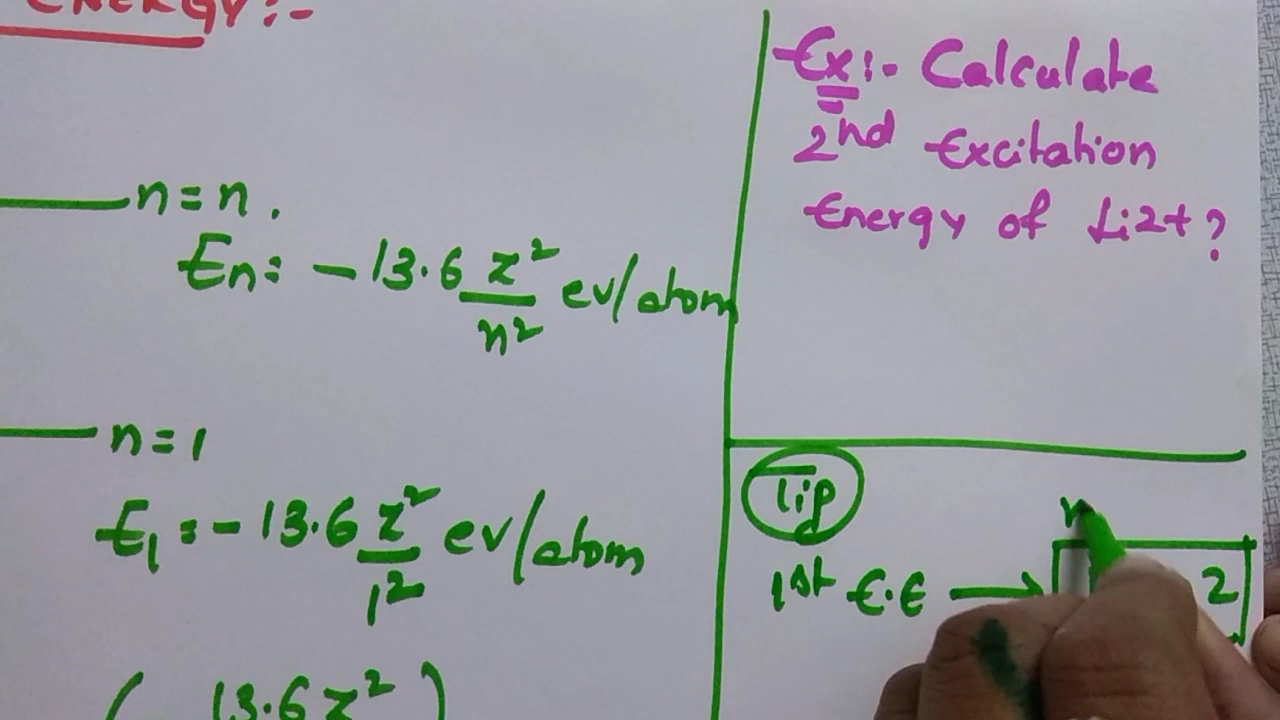 ENERGY:-
n=n.
En= -13.6 z²/n² ev/atom
n=1
E₁=-13.6 z²/1² ev/atom
(13.6 z²)
Ex:- Calculate
2nd Excitation
Energy of Li2+?
Tip
1st E.E → 2